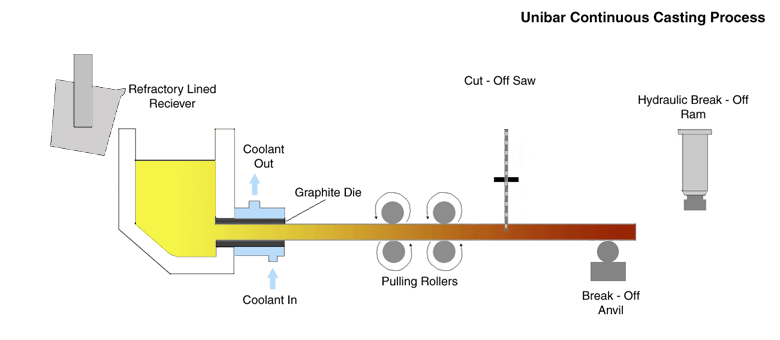 Unibar Continuous Casting Process
Cut - Off Saw
Refractory Lined
Reciever
Hydraulic Break - Off
Ram
Coolant
Out
Graphite Die
Pulling Rollers
Coolant In
Break - Off
Anvil